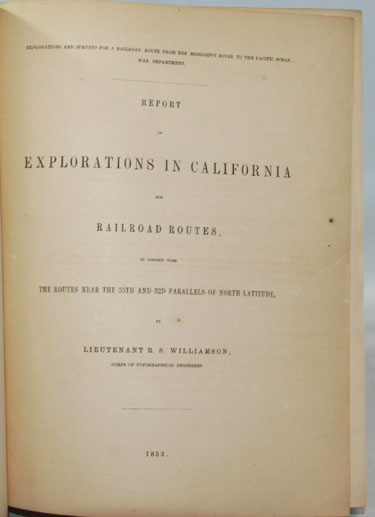 EXPLORATIONS AND SURVEYS FOR A RAILROAD ROUTE FROM THE MISSISSIPPI RIVER TO THE PACIFIC OCEAN.
WAR DEPARTMENT.
REPORT
OF
EXPLORATIONS IN CALIFORNIA
FOR
RAILROAD ROUTES,
TO CONNECT WITH
THE ROUTES NEAR THE 35TH AND 32D PARALLELS OF NORTH LATITUDE,
BY
LIEUTENANT R. S. WILLIAMSON,
CORPS OF TOPOGRAPHICAL ENGINEERS
1853.